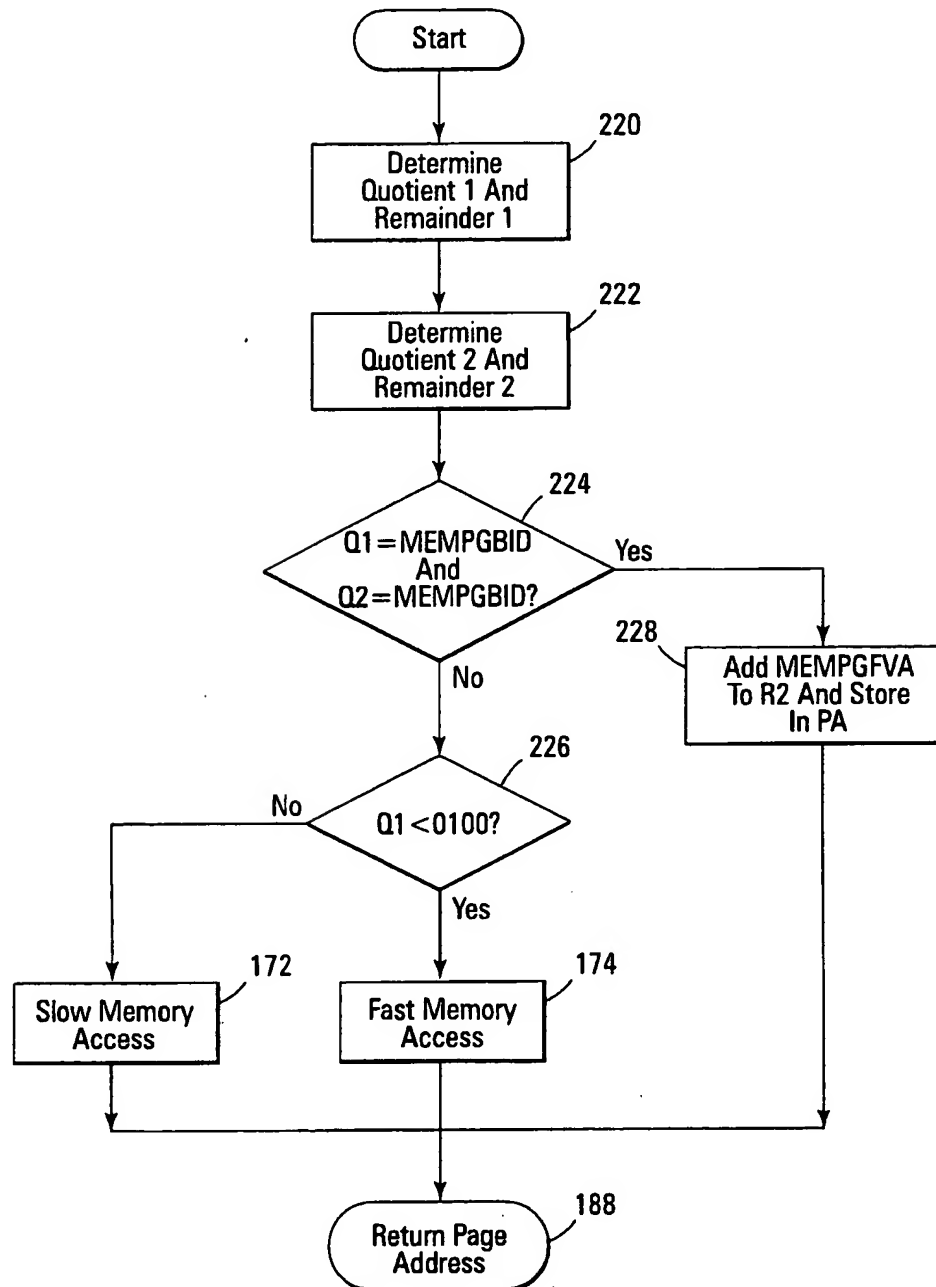 Start
220
Determine
Quotient 1 And
Remainder 1
222
Determine
Quotient 2 And
Remainder 2
224
Q1=MEMPGBID
And
Q2=MEMPGBID?
Yes
No
228
Add MEMPGFVA
To R2 And Store
In PA
226
No
Q1<0100?
Yes
172
Slow Memory
Access
174
Fast Memory
Access
188
Return Page
Address